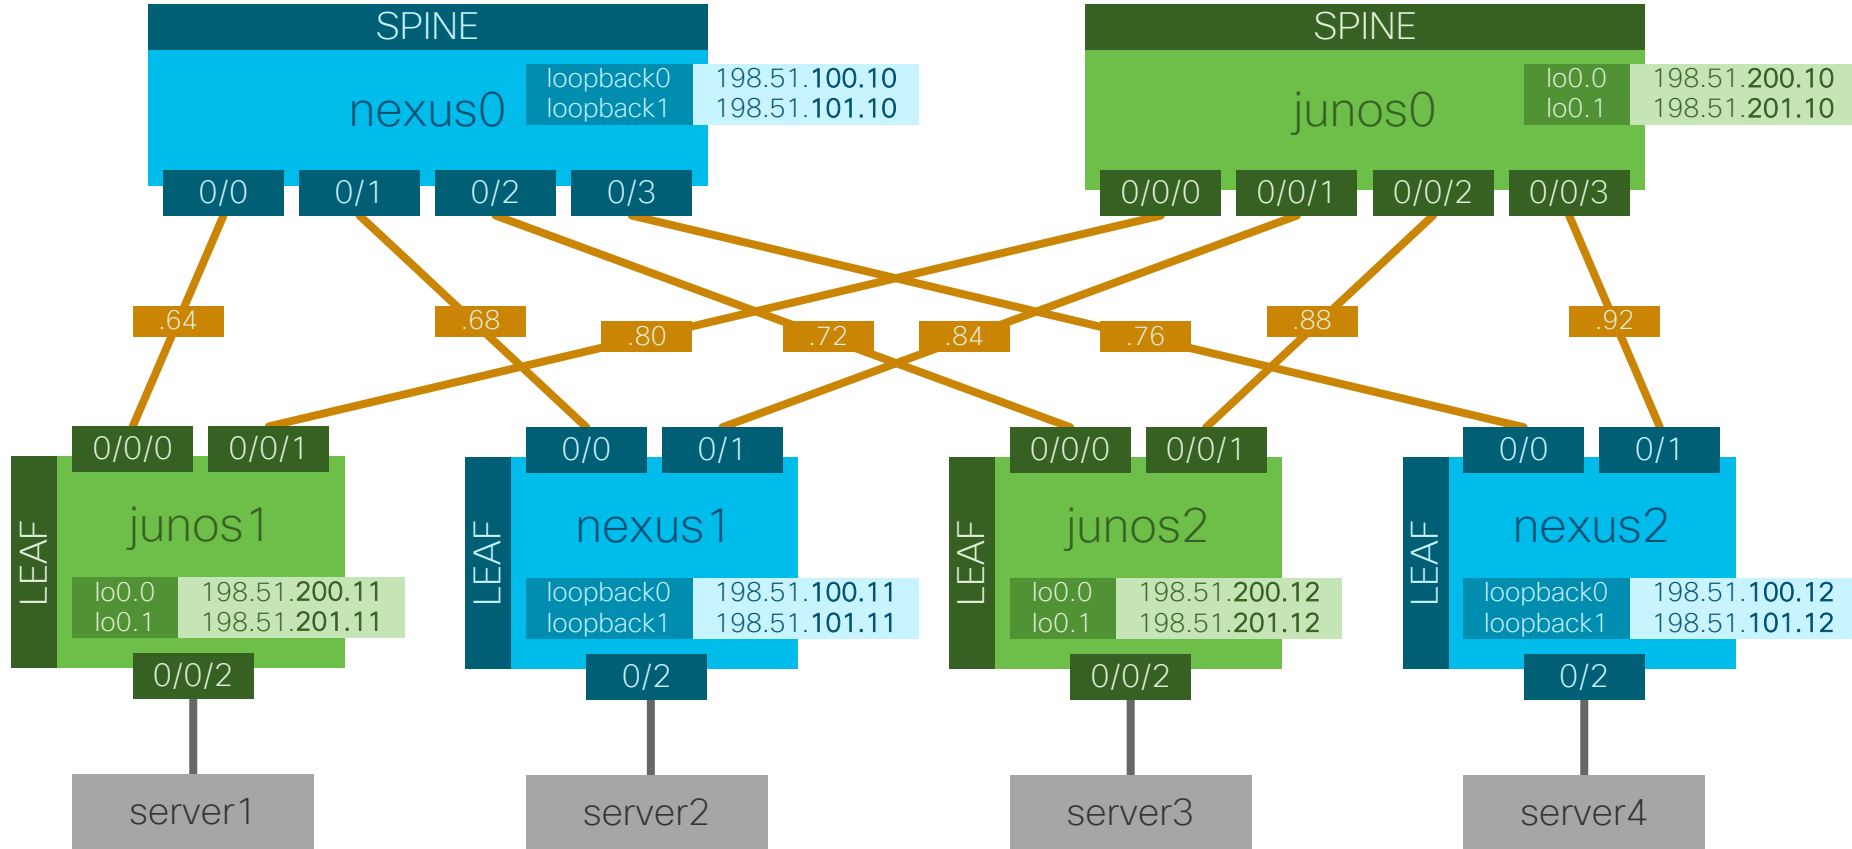 SPINE
nexus0
loopback0 198.51.100.10
loopback1 198.51.101.10
0/0 0/1 0/2 0/3
SPINE
junos0
lo0.0 198.51.200.10
lo0.1 198.51.201.10
0/0/0 0/0/1 0/0/2 0/0/3
.64 .68 .80 .72 .84 .76 .88 .92
0/0/0 0/0/1
LEAF
junos1
lo0.0 198.51.200.11
lo0.1 198.51.201.11
0/0/2
server1
0/0 0/1
LEAF
nexus1
loopback0 198.51.100.11
loopback1 198.51.101.11
0/2
server2
0/0/0 0/0/1
LEAF
junos2
lo0.0 198.51.200.12
lo0.1 198.51.201.12
0/0/2
server3
0/0 0/1
LEAF
nexus2
loopback0 198.51.100.12
loopback1 198.51.101.12
0/2
server4